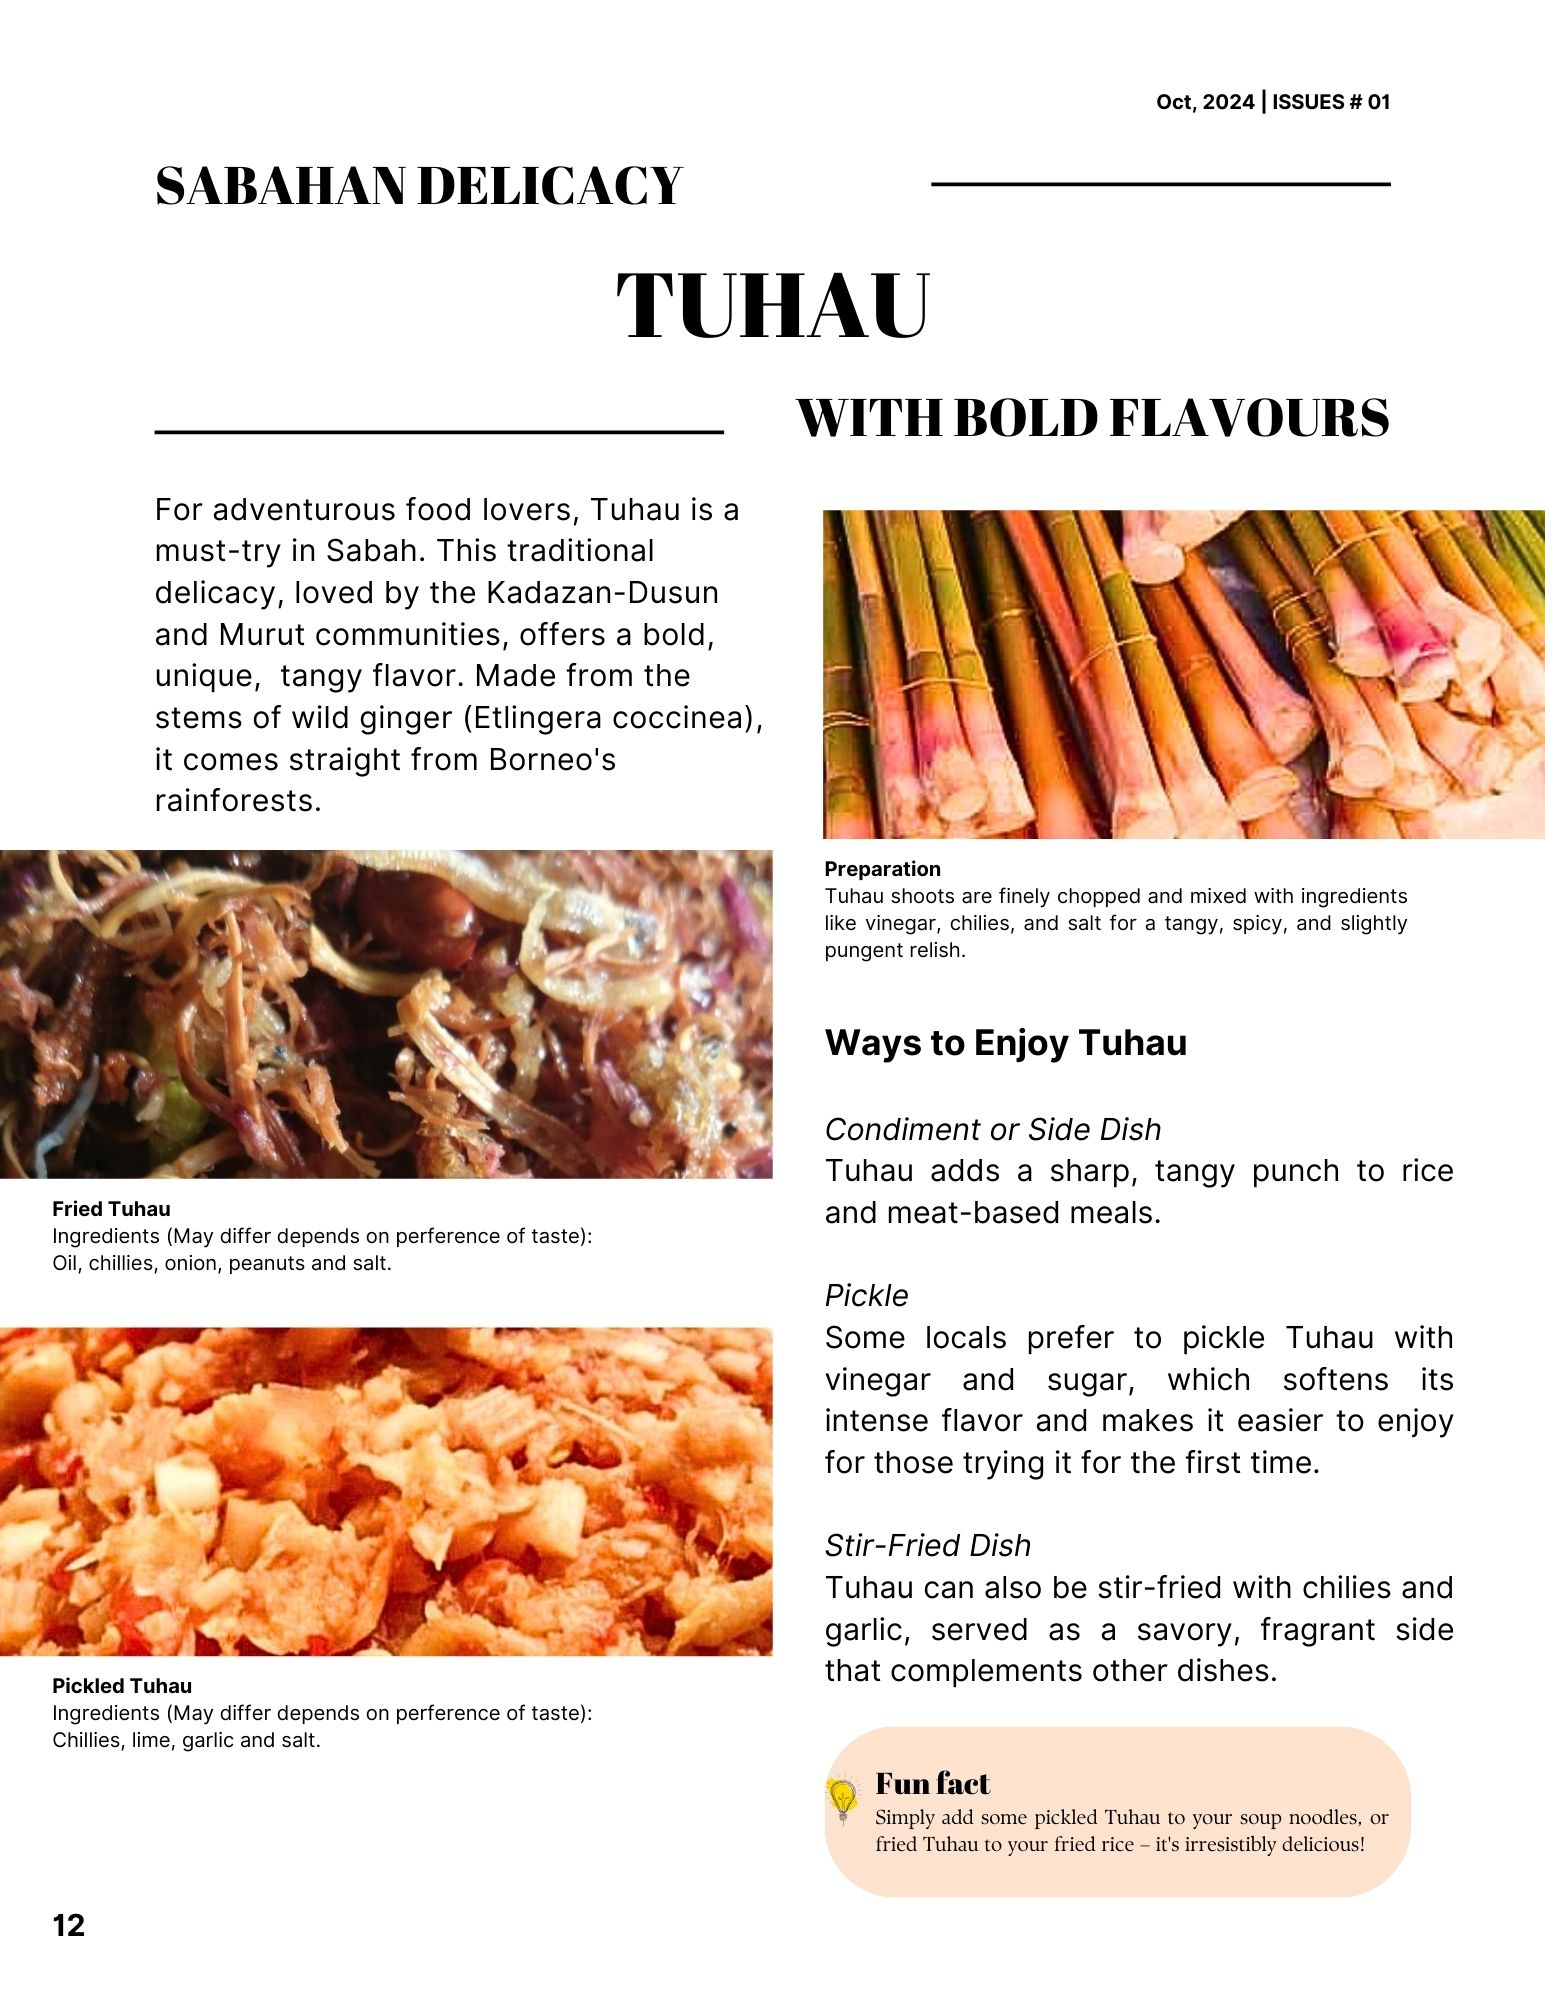 Oct, 2024 | ISSUES # 01
SABAHAN DELICACY
TUHAU
WITH BOLD FLAVOURS
For adventurous food lovers, Tuhau is a
must-try in Sabah. This traditional
delicacy, loved by the Kadazan-Dusun
and Murut communities, offers a bold,
unique,  tangy flavor. Made from the
stems of wild ginger (Etlingera coccinea),
it comes straight from Borneo's
rainforests.
Fried Tuhau
Ingredients (May differ depends on perference of taste):
Oil, chillies, onion, peanuts and salt.
Pickled Tuhau
Ingredients (May differ depends on perference of taste):
Chillies, lime, garlic and salt.
Preparation
Tuhau shoots are finely chopped and mixed with ingredients
like vinegar, chilies, and salt for a tangy, spicy, and slightly
pungent relish.
Ways to Enjoy Tuhau
Condiment or Side Dish
Tuhau adds a sharp, tangy punch to rice
and meat-based meals.
Pickle
Some locals prefer to pickle Tuhau with
vinegar and sugar, which softens its
intense flavor and makes it easier to enjoy
for those trying it for the first time.
Stir-Fried Dish
Tuhau can also be stir-fried with chilies and
garlic, served as a savory, fragrant side
that complements other dishes.
Fun fact
Simply add some pickled Tuhau to your soup noodles, or
fried Tuhau to your fried rice – it's irresistibly delicious!
12